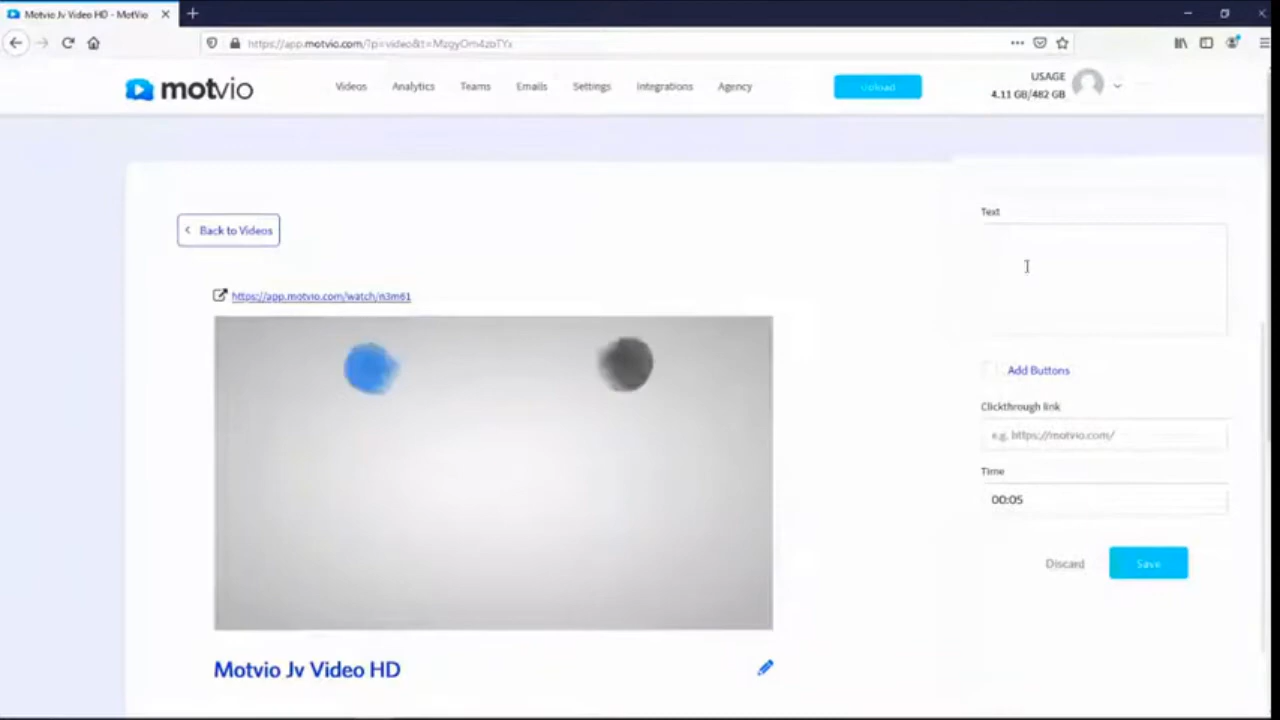 Motvio Jv Video HD - MotVio
https://app.motvio.com/?p=video&t=MzgyOm4zbTYx
motvio
Videos
Analytics
Teams
Emails
Settings
Integrations
Agency
Upload
USAGE
4.11 GB/482 GB
Back to Videos
https://app.motvio.com/watch/n3m61
Motvio Jv Video HD
Text
Add Buttons
Clickthrough link
e.g. https://motvio.com/
Time
00:05
Discard
Save